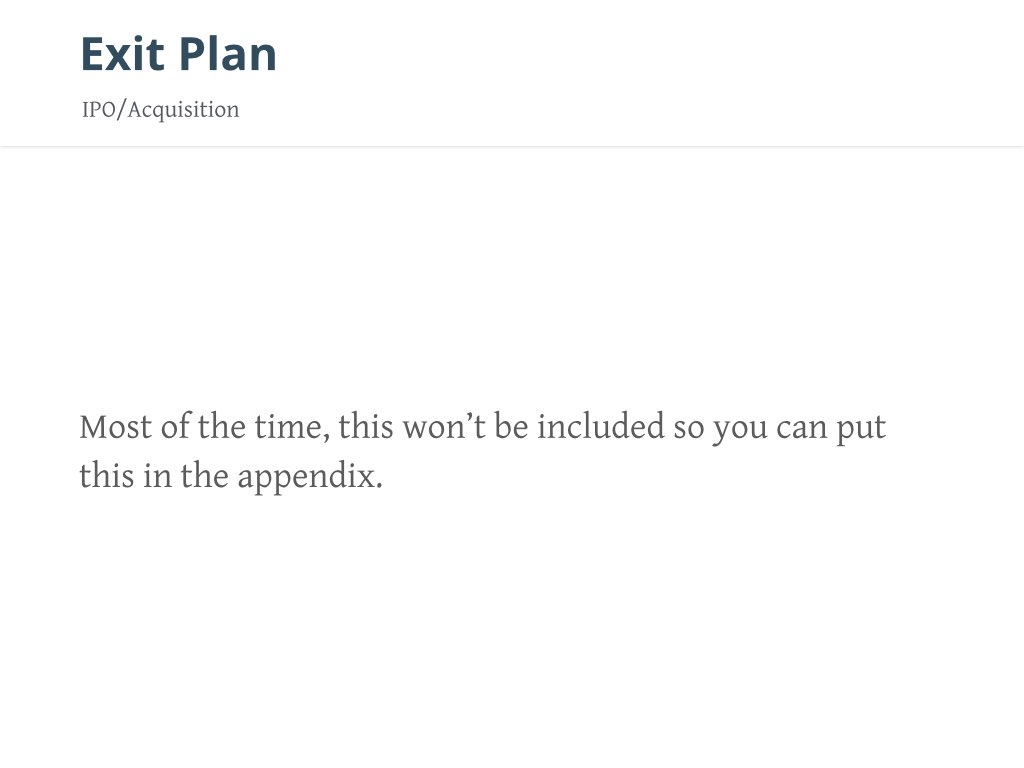 Exit Plan
IPO/Acquisition
Most of the time, this won’t be included so you can put
this in the appendix.